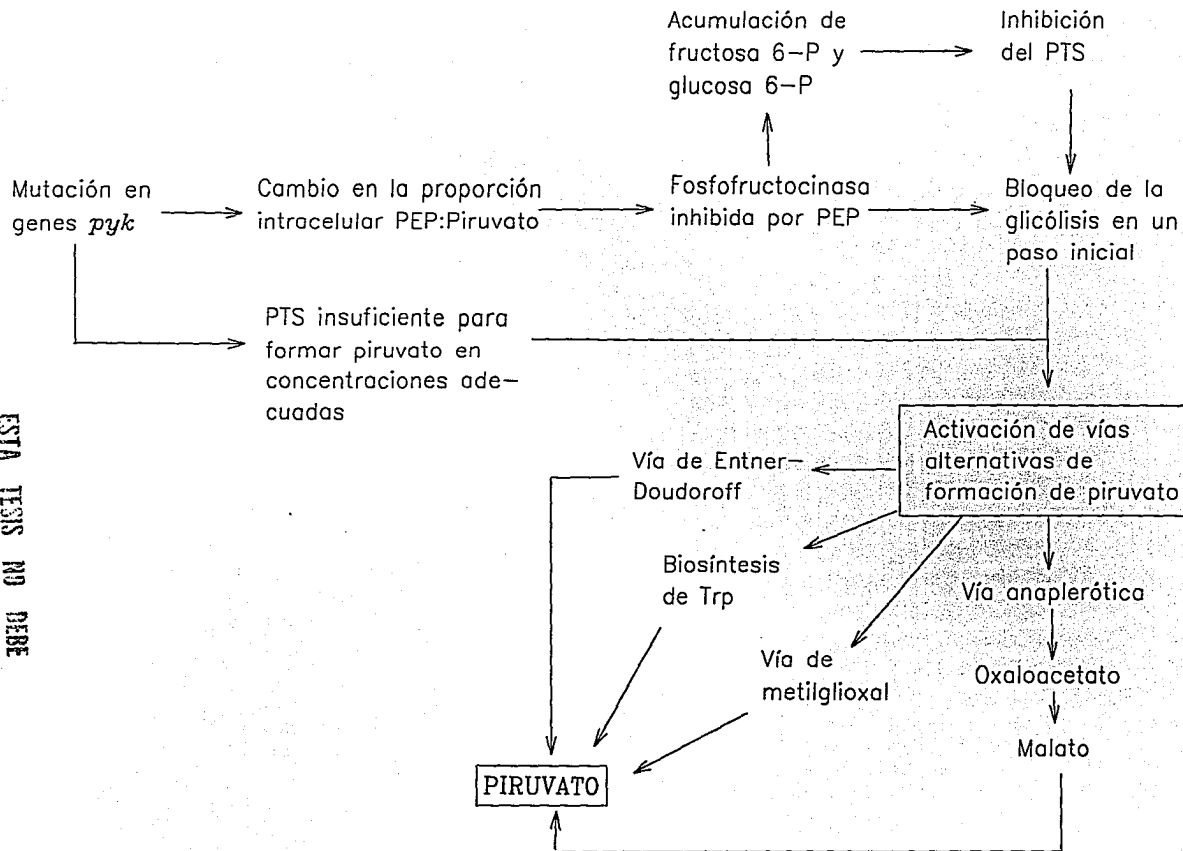 Acumulación de
fructosa 6-P y
glucosa 6-P
Inhibición
del PTS
Mutación en
genes pyk
Cambio en la proporción
intracelular PEP:Piruvato
Fosfofructocinasa
inhibida por PEP
Bloqueo de la
glicólisis en un
paso inicial
PTS insuficiente para
formar piruvato en
concentraciones ade-
cuadas
Activación de vías
alternativas de
formación de piruvato
Vía de Entner-
Doudoroff
Biosíntesis
de Trp
Vía de
metilglioxal
Vía anaplerótica
Oxaloacetato
Malato
PIRUVATO
ESTA TESIS NO DEBE